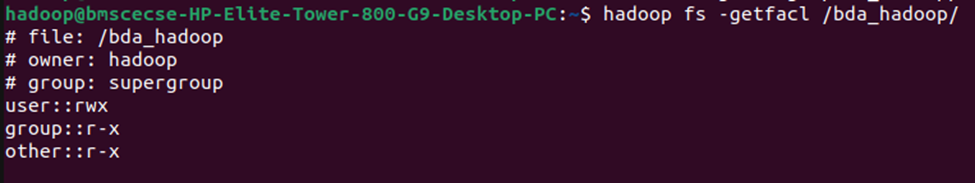 hadoop@bmscecse-HP-Elite-Tower-800-G9-Desktop-PC:~$ hadoop fs -getfacl /bda_hadoop/
# file: /bda_hadoop
# owner: hadoop
# group: supergroup
user::rwx
group::r-x
other::r-x